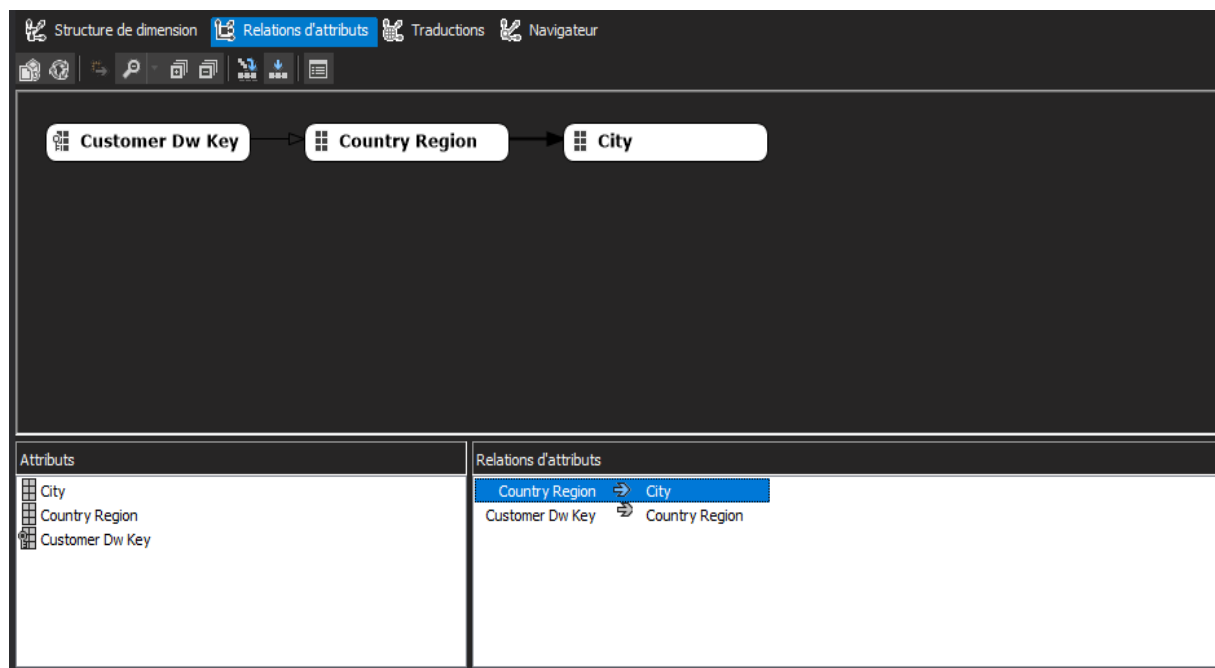 Structure de dimension Relations d'attributs Traductions Navigateur
Customer Dw Key Country Region City
Attributs
City
Country Region
Customer Dw Key
Relations d'attributs
Country Region City
Customer Dw Key Country Region